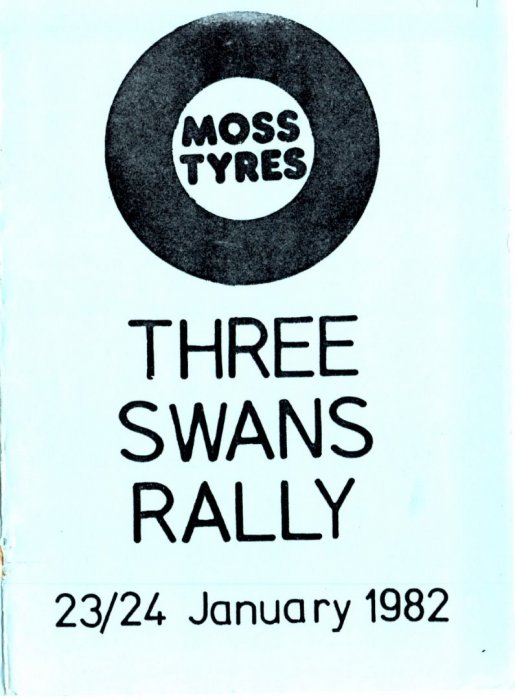 MOSS
TYRES
THREE
SWANS
RALLY
23/24 January 1982